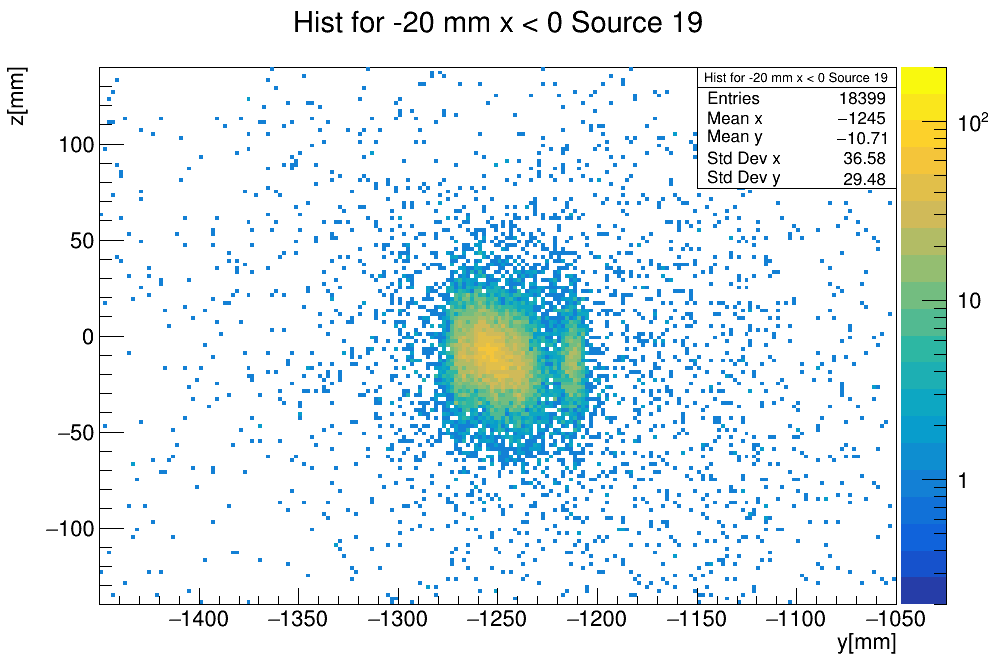 Hist for -20 mm x < 0 Source 19
z[mm]
Hist for -20 mm x < 0 Source 19
Entries 18399
Mean x −1245
Mean y −10.71
Std Dev x 36.58
Std Dev y 29.48
100
50
0
−50
−100
10²
10
1
−1400 −1350 −1300 −1250 −1200 −1150 −1100 −1050
y[mm]